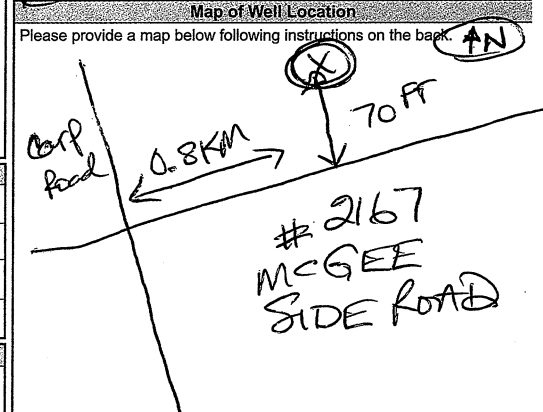 Map of Well Location
Please provide a map below following instructions on the back.
↑N
X
70 FT
Carp
Road
0.8KM
# 2167
McGEE
SIDE ROAD